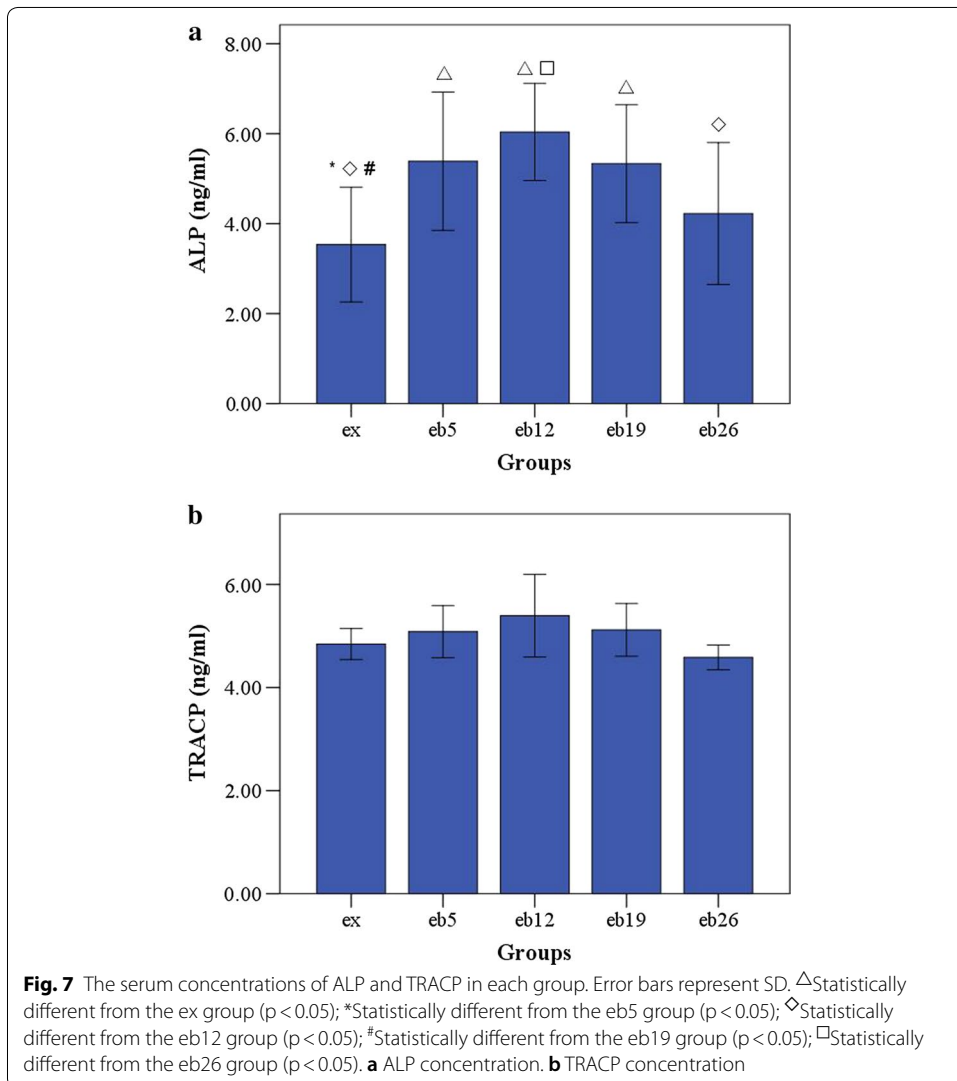 a
8.00
6.00
4.00
2.00
0.00
ALP (ng/ml)
* ◇ #
△
△ □
△
◇
ex eb5 eb12 eb19 eb26
Groups
b
6.00
4.00
2.00
0.00
TRACP (ng/ml)
ex eb5 eb12 eb19 eb26
Groups
Fig. 7 The serum concentrations of ALP and TRACP in each group. Error bars represent SD. △Statistically
different from the ex group (p < 0.05); *Statistically different from the eb5 group (p < 0.05); ◇Statistically
different from the eb12 group (p < 0.05); #Statistically different from the eb19 group (p < 0.05); □Statistically
different from the eb26 group (p < 0.05). a ALP concentration. b TRACP concentration